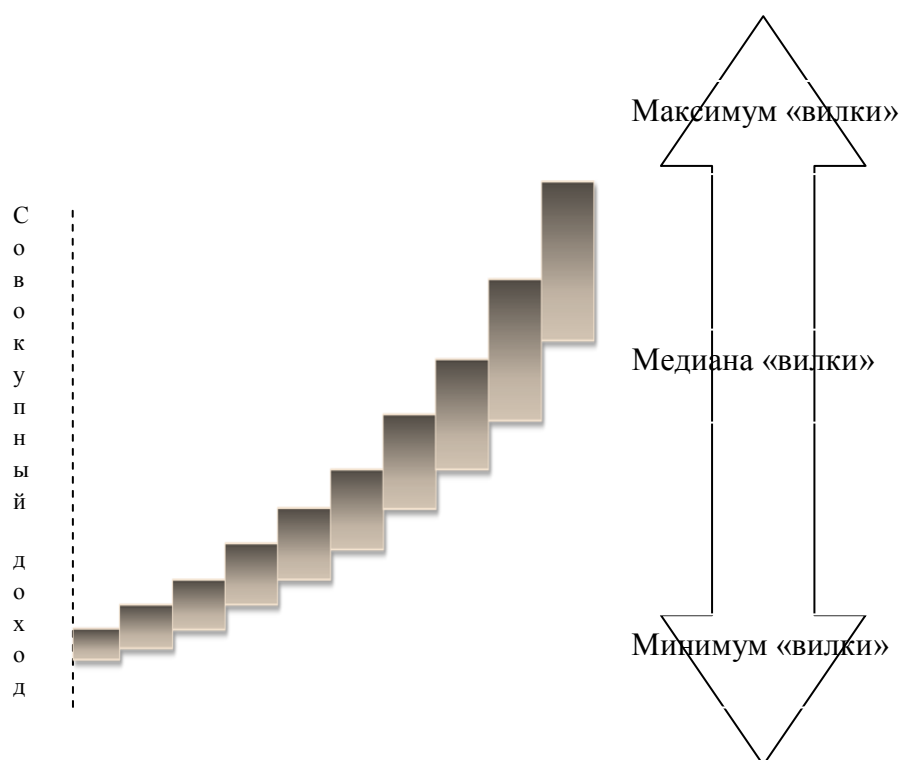 Совокупный доход
Максимум «вилки»
Медиана «вилки»
Минимум «вилки»